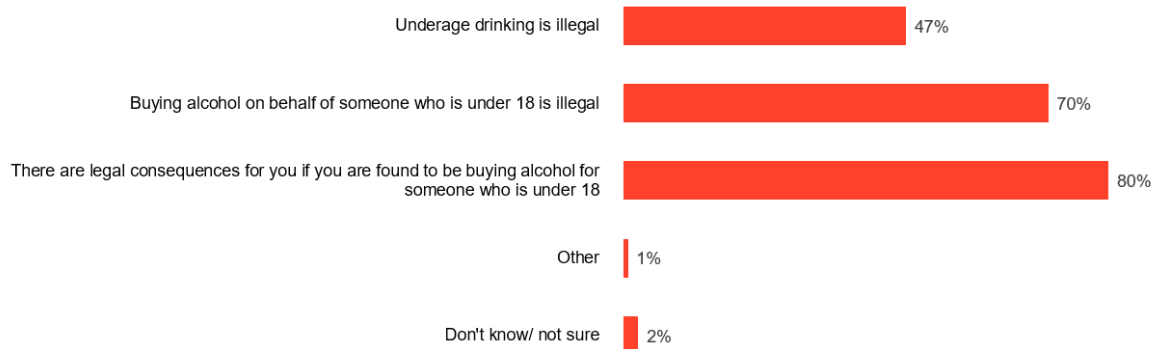 Underage drinking is illegal 47%
Buying alcohol on behalf of someone who is under 18 is illegal 70%
There are legal consequences for you if you are found to be buying alcohol for
someone who is under 18 80%
Other 1%
Don't know/ not sure 2%